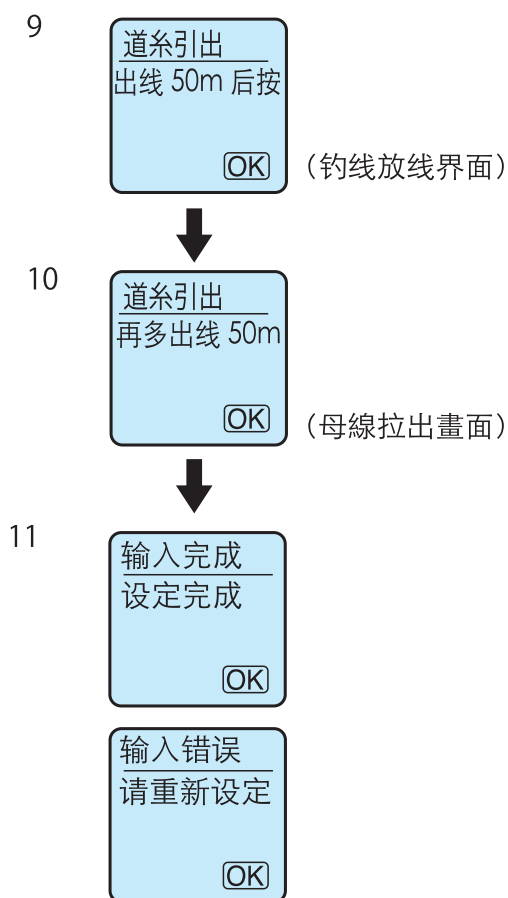 9
道糸引出
出线 50m 后按
OK
（钓线放线界面）
10
道糸引出
再多出线 50m
OK
（母線拉出畫面）
11
输入完成
设定完成
OK
输入错误
请重新设定
OK